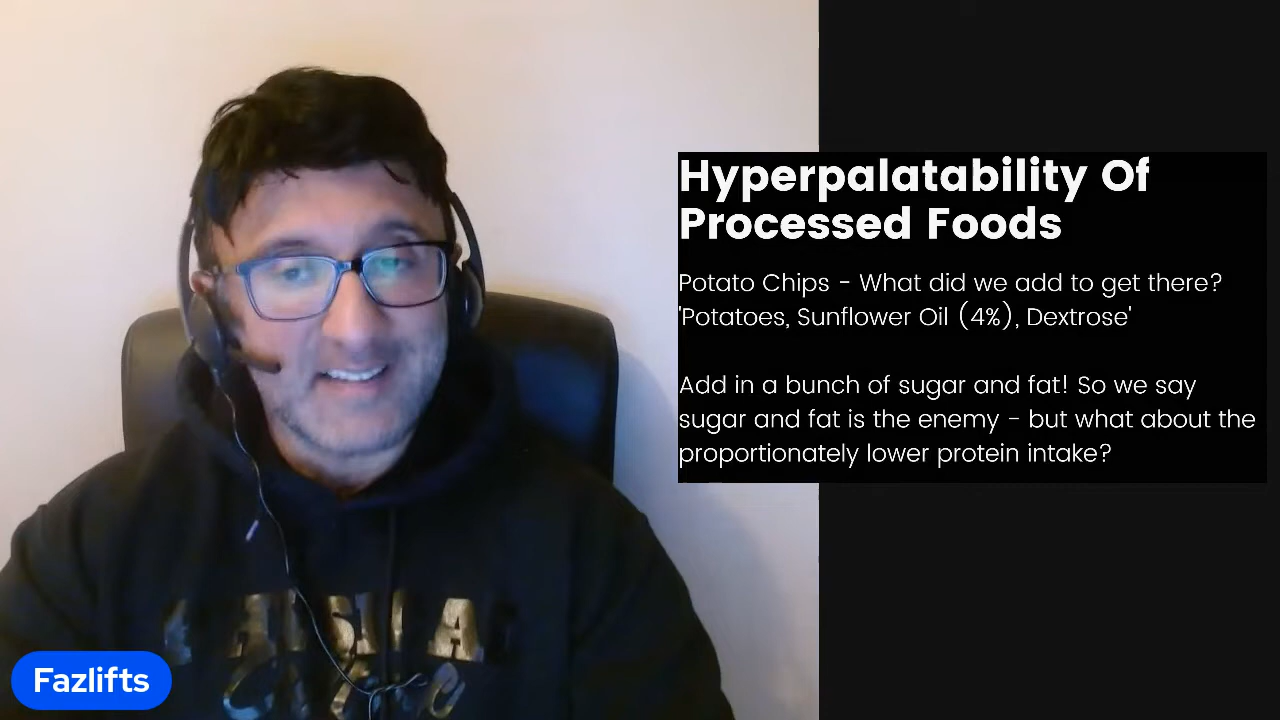 Hyperpalatability Of
Processed Foods
Potato Chips - What did we add to get there?
'Potatoes, Sunflower Oil (4%), Dextrose'
Add in a bunch of sugar and fat! So we say
sugar and fat is the enemy - but what about the
proportionately lower protein intake?
Fazlifts